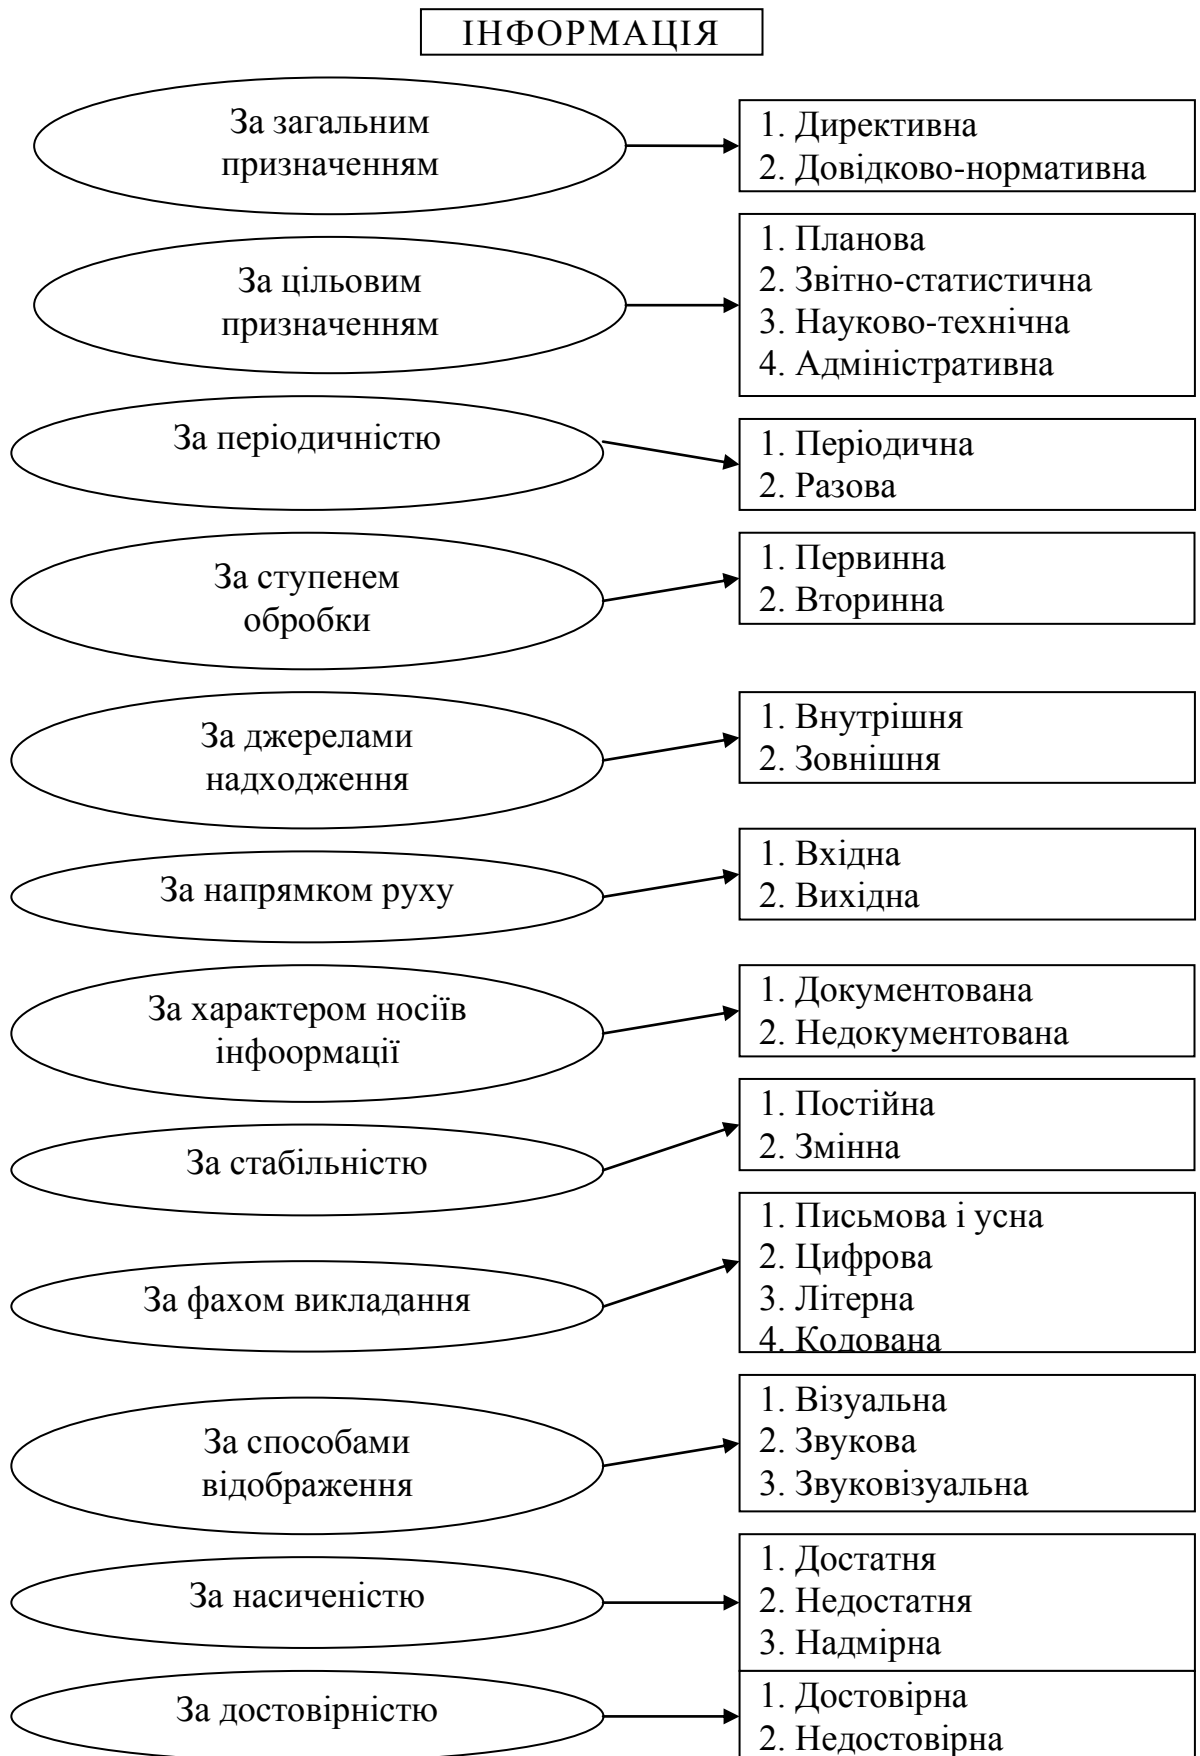 ІНФОРМАЦІЯ
За загальним
призначенням
1. Директивна
2. Довідково-нормативна
За цільовим
призначенням
1. Планова
2. Звітно-статистична
3. Науково-технічна
4. Адміністративна
За періодичністю
1. Періодична
2. Разова
За ступенем
обробки
1. Первинна
2. Вторинна
За джерелами
надходження
1. Внутрішня
2. Зовнішня
За напрямком руху
1. Вхідна
2. Вихідна
За характером носіїв
інфоормації
1. Документована
2. Недокументована
За стабільністю
1. Постійна
2. Змінна
За фахом викладання
1. Письмова і усна
2. Цифрова
3. Літерна
4. Кодована
За способами
відображення
1. Візуальна
2. Звукова
3. Звуковізуальна
За насиченістю
1. Достатня
2. Недостатня
3. Надмірна
За достовірністю
1. Достовірна
2. Недостовірна